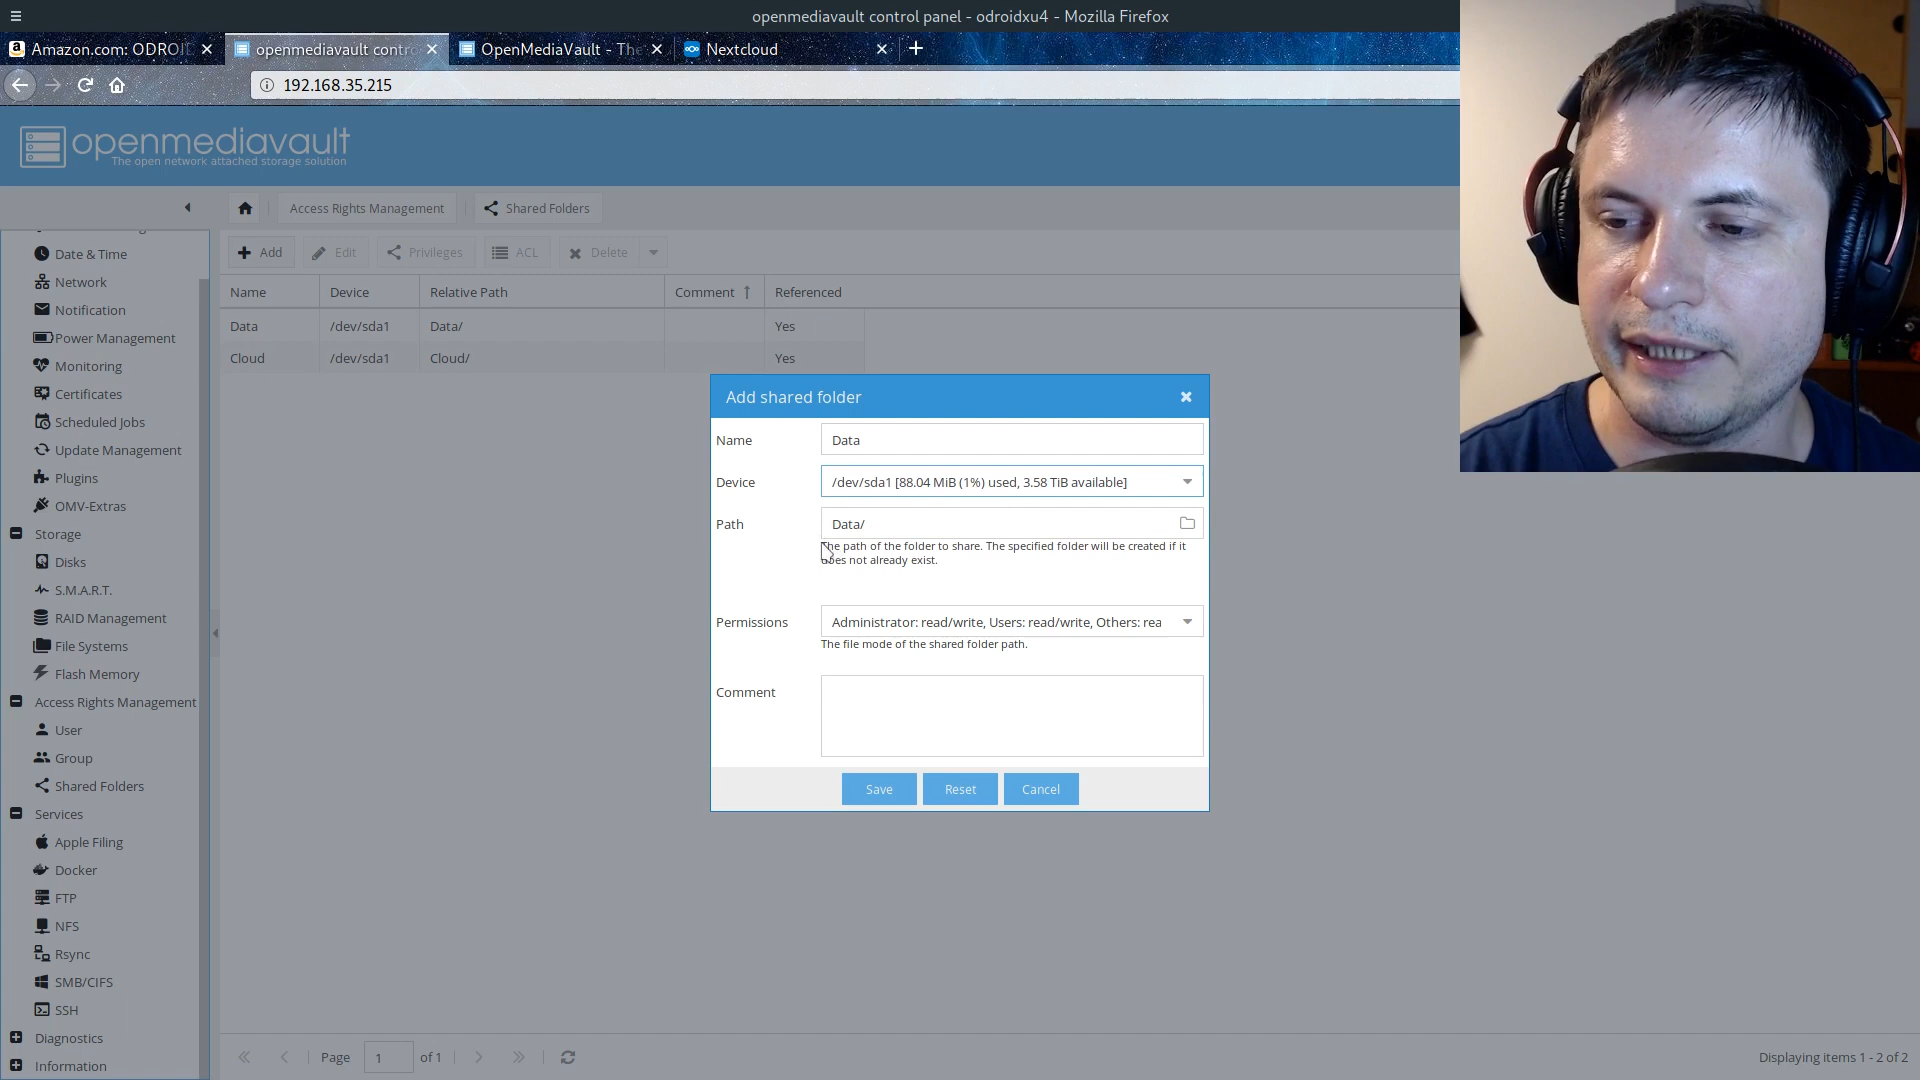 openmediavault control panel - odroidxu4 - Mozilla Firefox
Amazon.com: ODROI
openmediavault contro
OpenMediaVault - The
Nextcloud
192.168.35.215
openmediavault
The open network attached storage solution
Access Rights Management
Shared Folders
Add
Edit
Privileges
ACL
Delete
Name Device Relative Path Comment Referenced
Data /dev/sda1 Data/ Yes
Cloud /dev/sda1 Cloud/ Yes
Date & Time
Network
Notification
Power Management
Monitoring
Certificates
Scheduled Jobs
Update Management
Plugins
OMV-Extras
Storage
Disks
S.M.A.R.T.
RAID Management
File Systems
Flash Memory
Access Rights Management
User
Group
Shared Folders
Services
Apple Filing
Docker
FTP
NFS
Rsync
SMB/CIFS
SSH
Diagnostics
Information
Add shared folder
Name Data
Device /dev/sda1 [88.04 MiB (1%) used, 3.58 TiB available]
Path Data/
The path of the folder to share. The specified folder will be created if it
does not already exist.
Permissions Administrator: read/write, Users: read/write, Others: rea
The file mode of the shared folder path.
Comment
Save Reset Cancel
Page 1 of 1
Displaying items 1 - 2 of 2